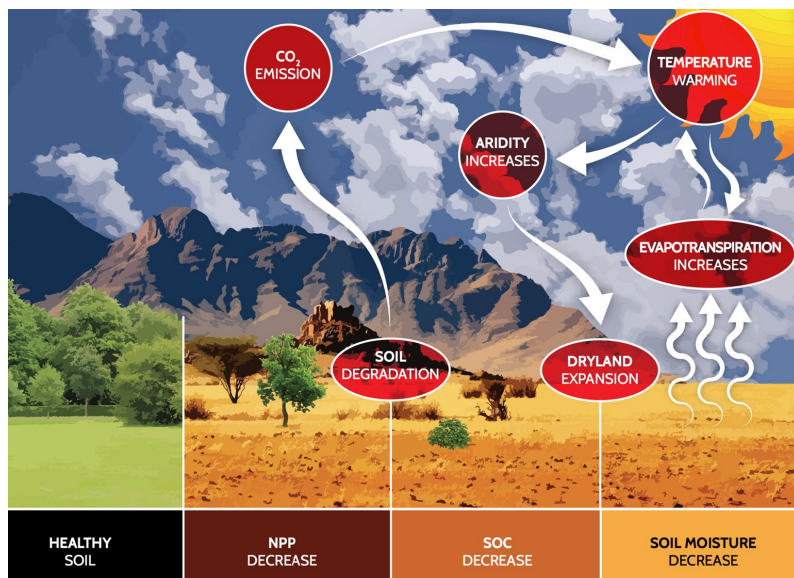 CO₂
EMISSION
TEMPERATURE
WARMING
ARIDITY
INCREASES
EVAPOTRANSPIRATION
INCREASES
SOIL
DEGRADATION
DRYLAND
EXPANSION
HEALTHY
SOIL
NPP
DECREASE
SOC
DECREASE
SOIL MOISTURE
DECREASE